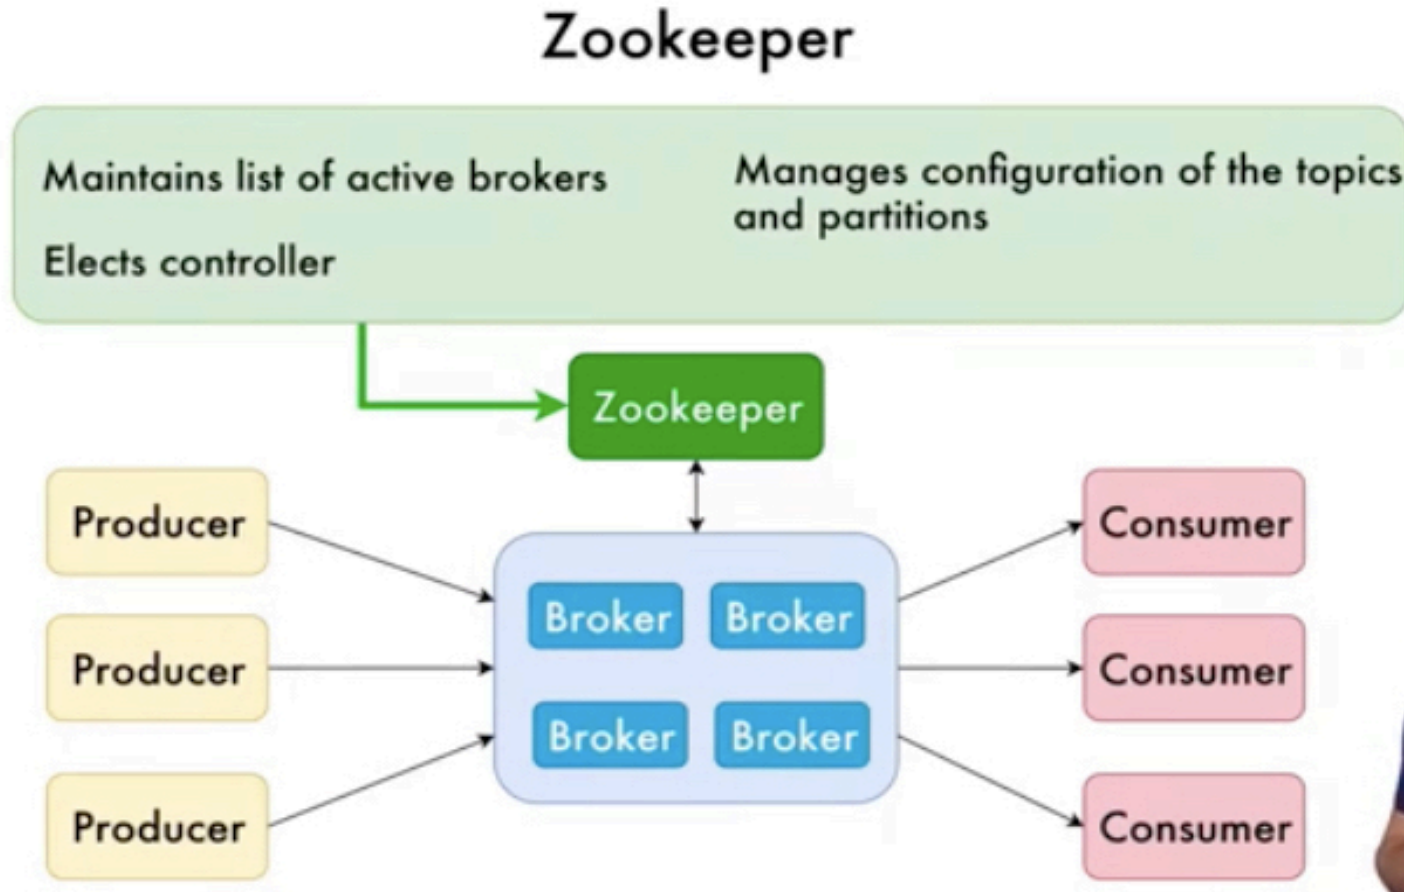 Zookeeper
Maintains list of active brokers
Elects controller
Manages configuration of the topics
and partitions
Zookeeper
Producer
Producer
Producer
Broker
Broker
Broker
Broker
Consumer
Consumer
Consumer